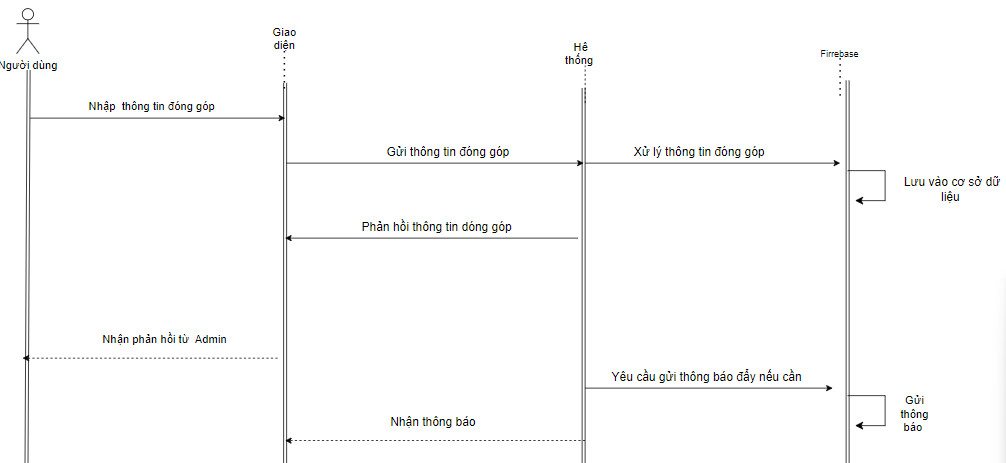 Giao
diện
Hê
thống
Firrebase
Người dùng
Nhập thông tin đóng góp
Gửi thông tin đóng góp
Xử lý thông tin đóng góp
Lưu vào cơ sở dữ
liệu
Phản hồi thông tin dóng góp
Nhận phản hồi từ Admin
Yêu cầu gửi thông báo đẩy nếu cần
Gửi
thông
báo
Nhận thông báo